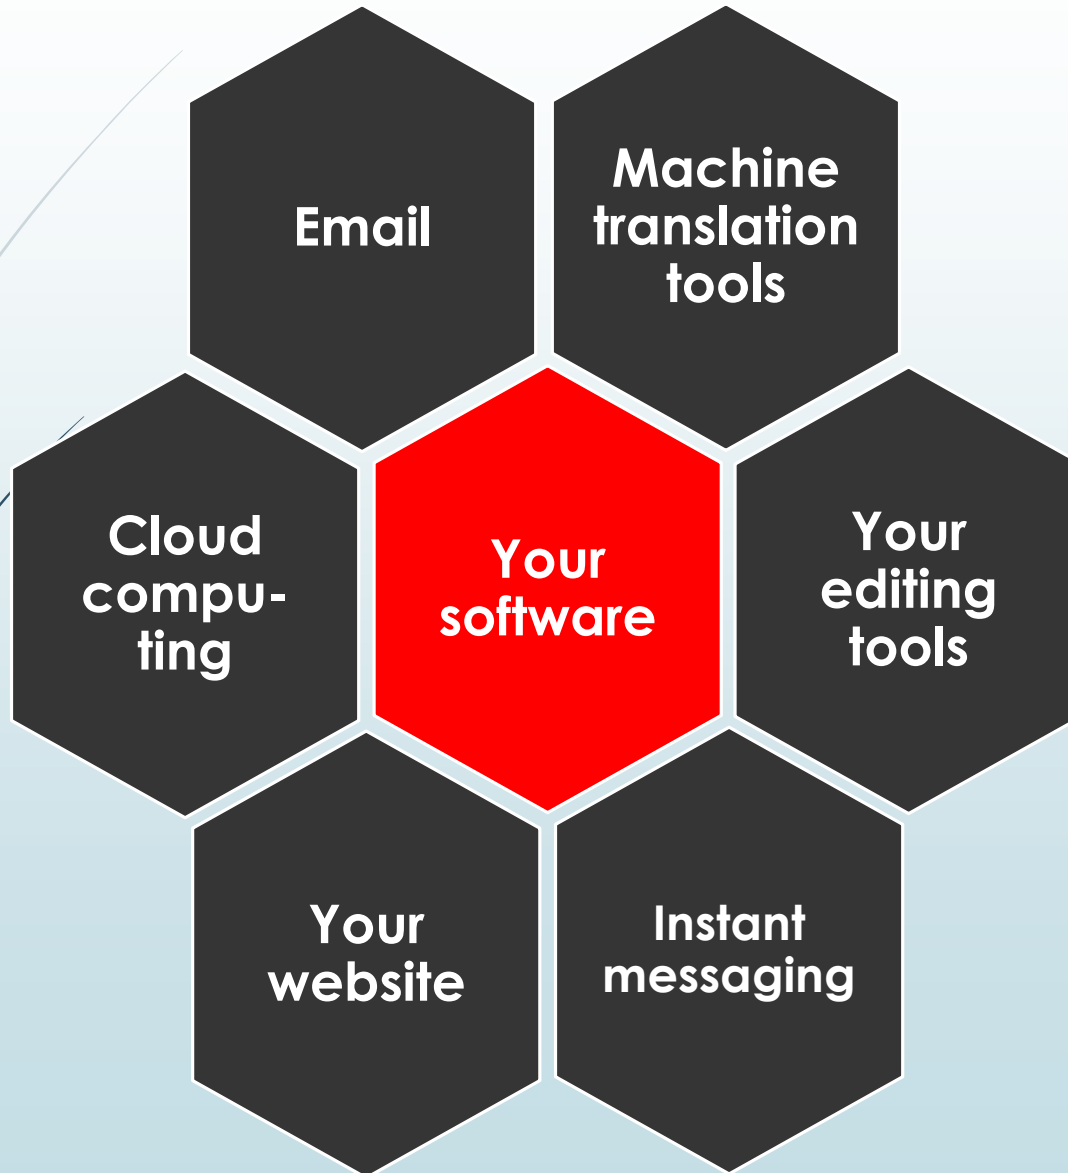 Email
Machine
translation
tools
Cloud
compu-
ting
Your
software
Your
editing
tools
Your
website
Instant
messaging